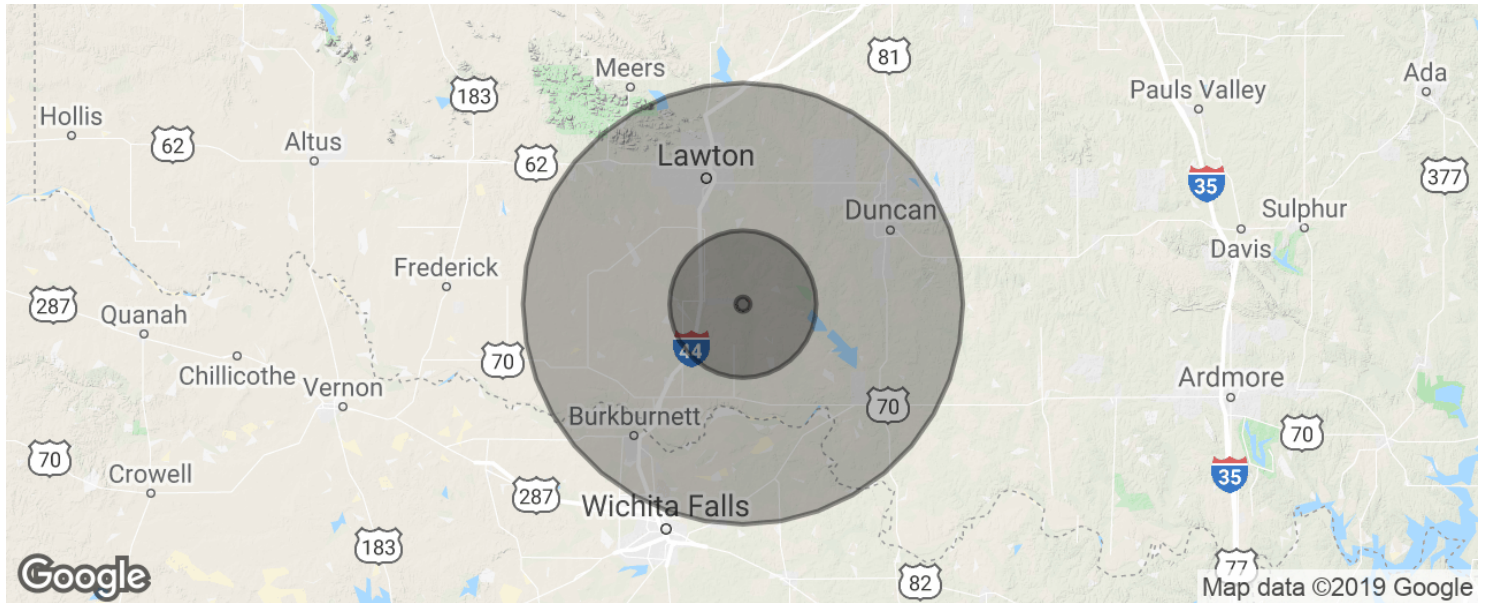 81
Meers
Ada
183
Pauls Valley
Hollis
62
Altus
62
Lawton
35
377
Duncan
Sulphur
Davis
Frederick
287
Quanah
44
70
Chillicothe
Vernon
Ardmore
70
Burkburnett
70
70
Crowell
35
287
Wichita Falls
183
77
82
Google
Map data ©2019 Google